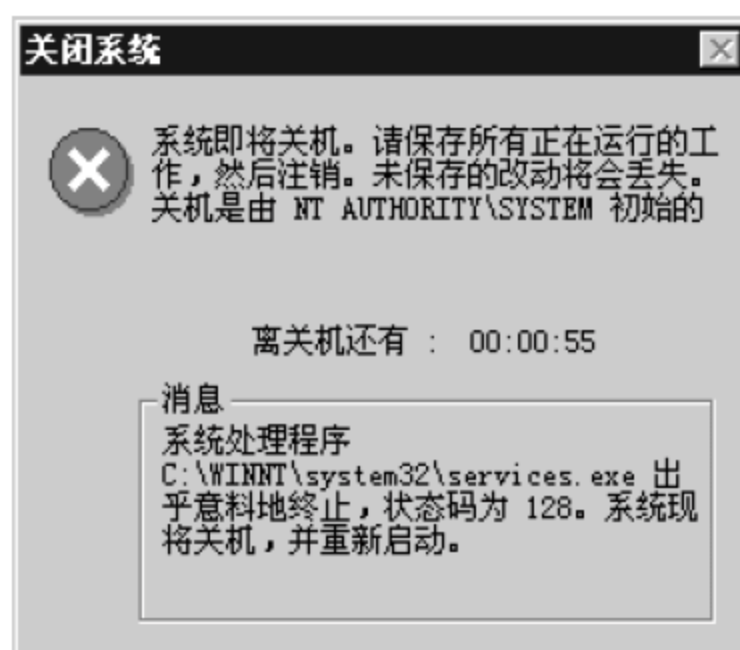 关闭系统
系统即将关机。请保存所有正在运行的工
作,然后注销。未保存的改动将会丢失。
关机是由 NT AUTHORITY\SYSTEM 初始的
离关机还有 : 00:00:55
消息
系统处理程序
C:\WINNT\system32\services.exe 出
乎意料地终止,状态码为 128。系统现
将关机,并重新启动。